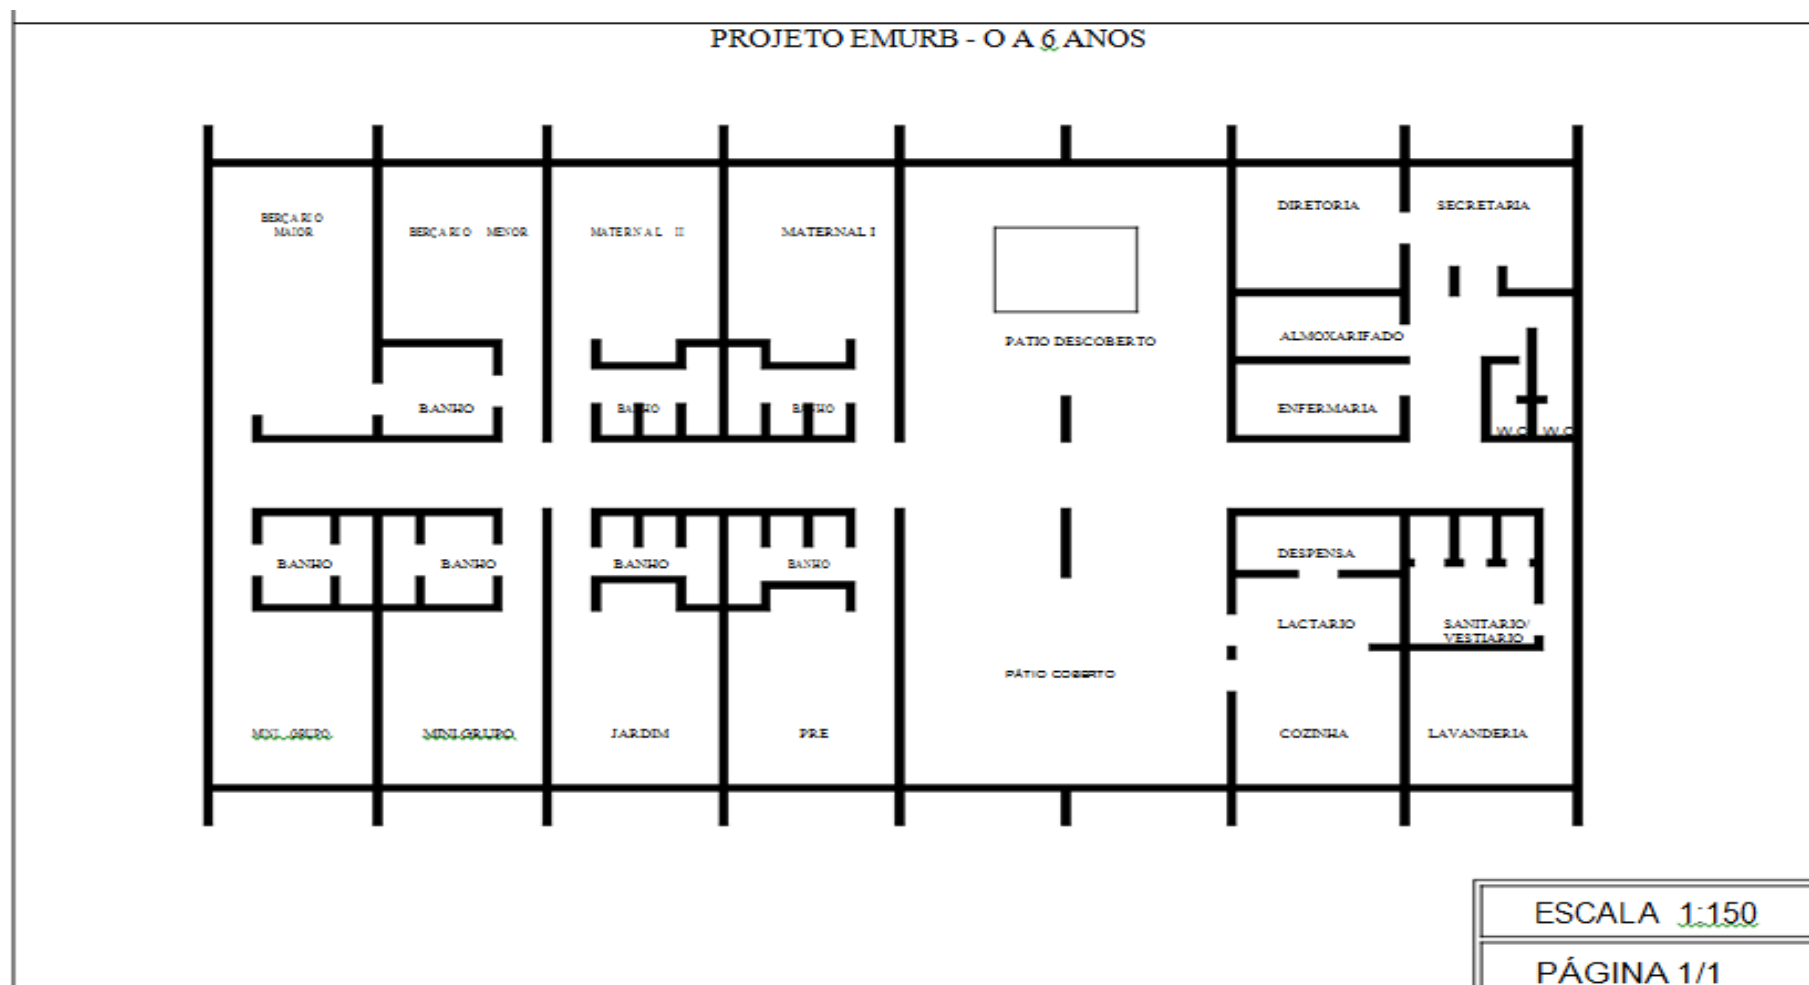 PROJETO EMURB - O A 6 ANOS
BERÇARIO
MAIOR
BERÇARIO MENOR
MATERNAL II
MATERNAL I
DIRETORIA
SECRETARIA
PATIO DESCOBERTO
ALMOXARIFADO
BANHO
BANHO
BANHO
ENFERMARIA
W.C
W.C
BANHO
BANHO
BANHO
BANHO
DESPENSA
LACTARIO
SANITARIO/
VESTIARIO
PÁTIO COBERTO
MINI GRUPO
MINI GRUPO
JARDIM
PRE
COZINHA
LAVANDERIA
ESCALA 1:150
PÁGINA 1/1